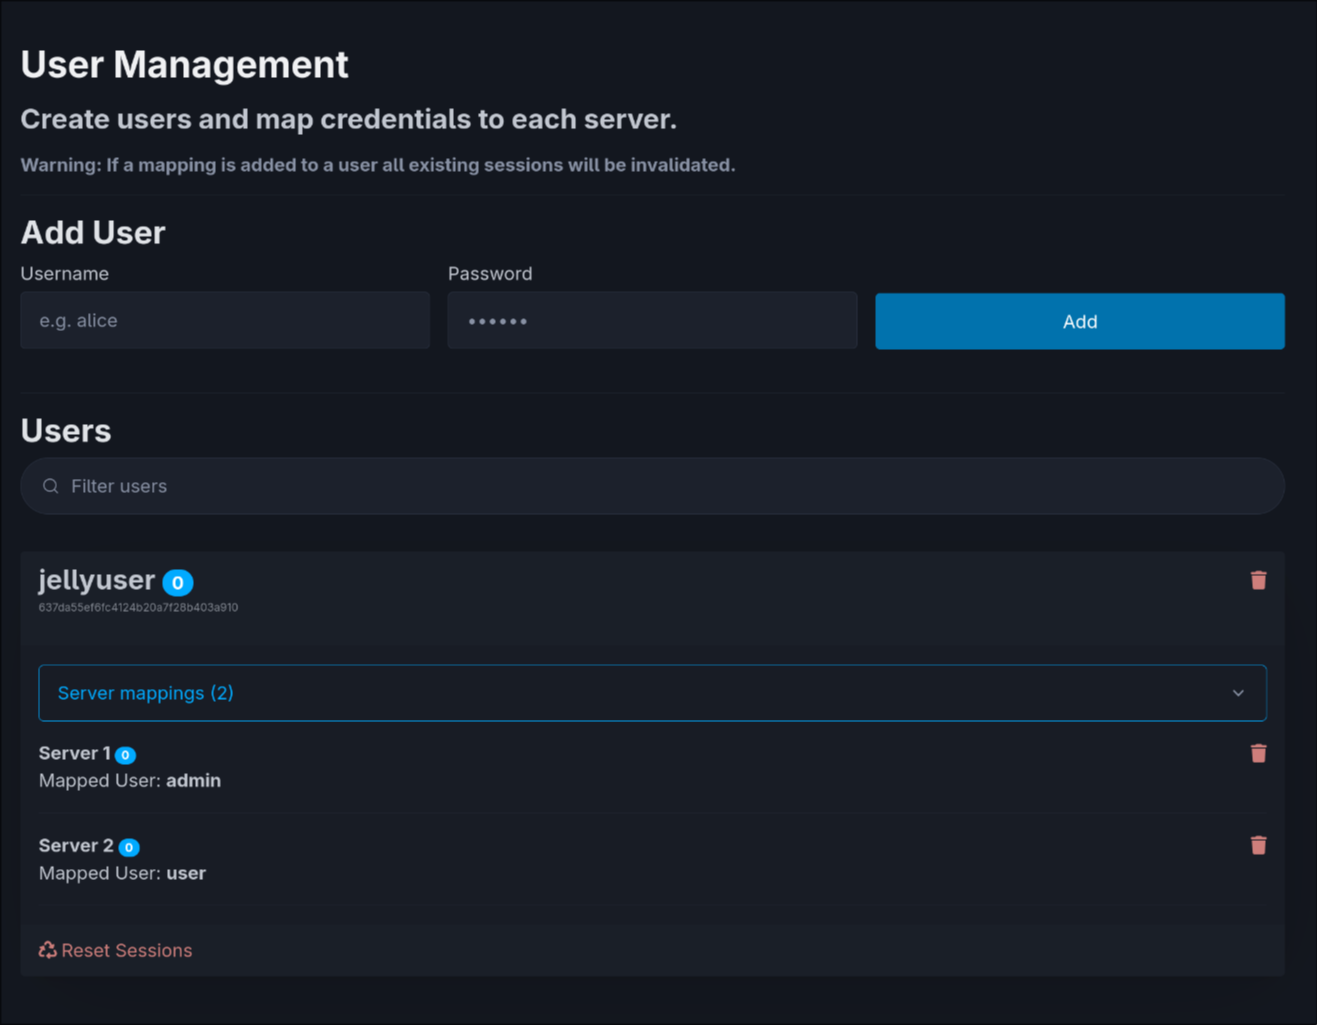 User Management
Create users and map credentials to each server.
Warning: If a mapping is added to a user all existing sessions will be invalidated.
Add User
Username
Password
e.g. alice
••••••
Add
Users
Filter users
jellyuser 0
637da55ef6fc4124b20a7f28b403a910
Server mappings (2)
Server 1 0
Mapped User: admin
Server 2 0
Mapped User: user
Reset Sessions